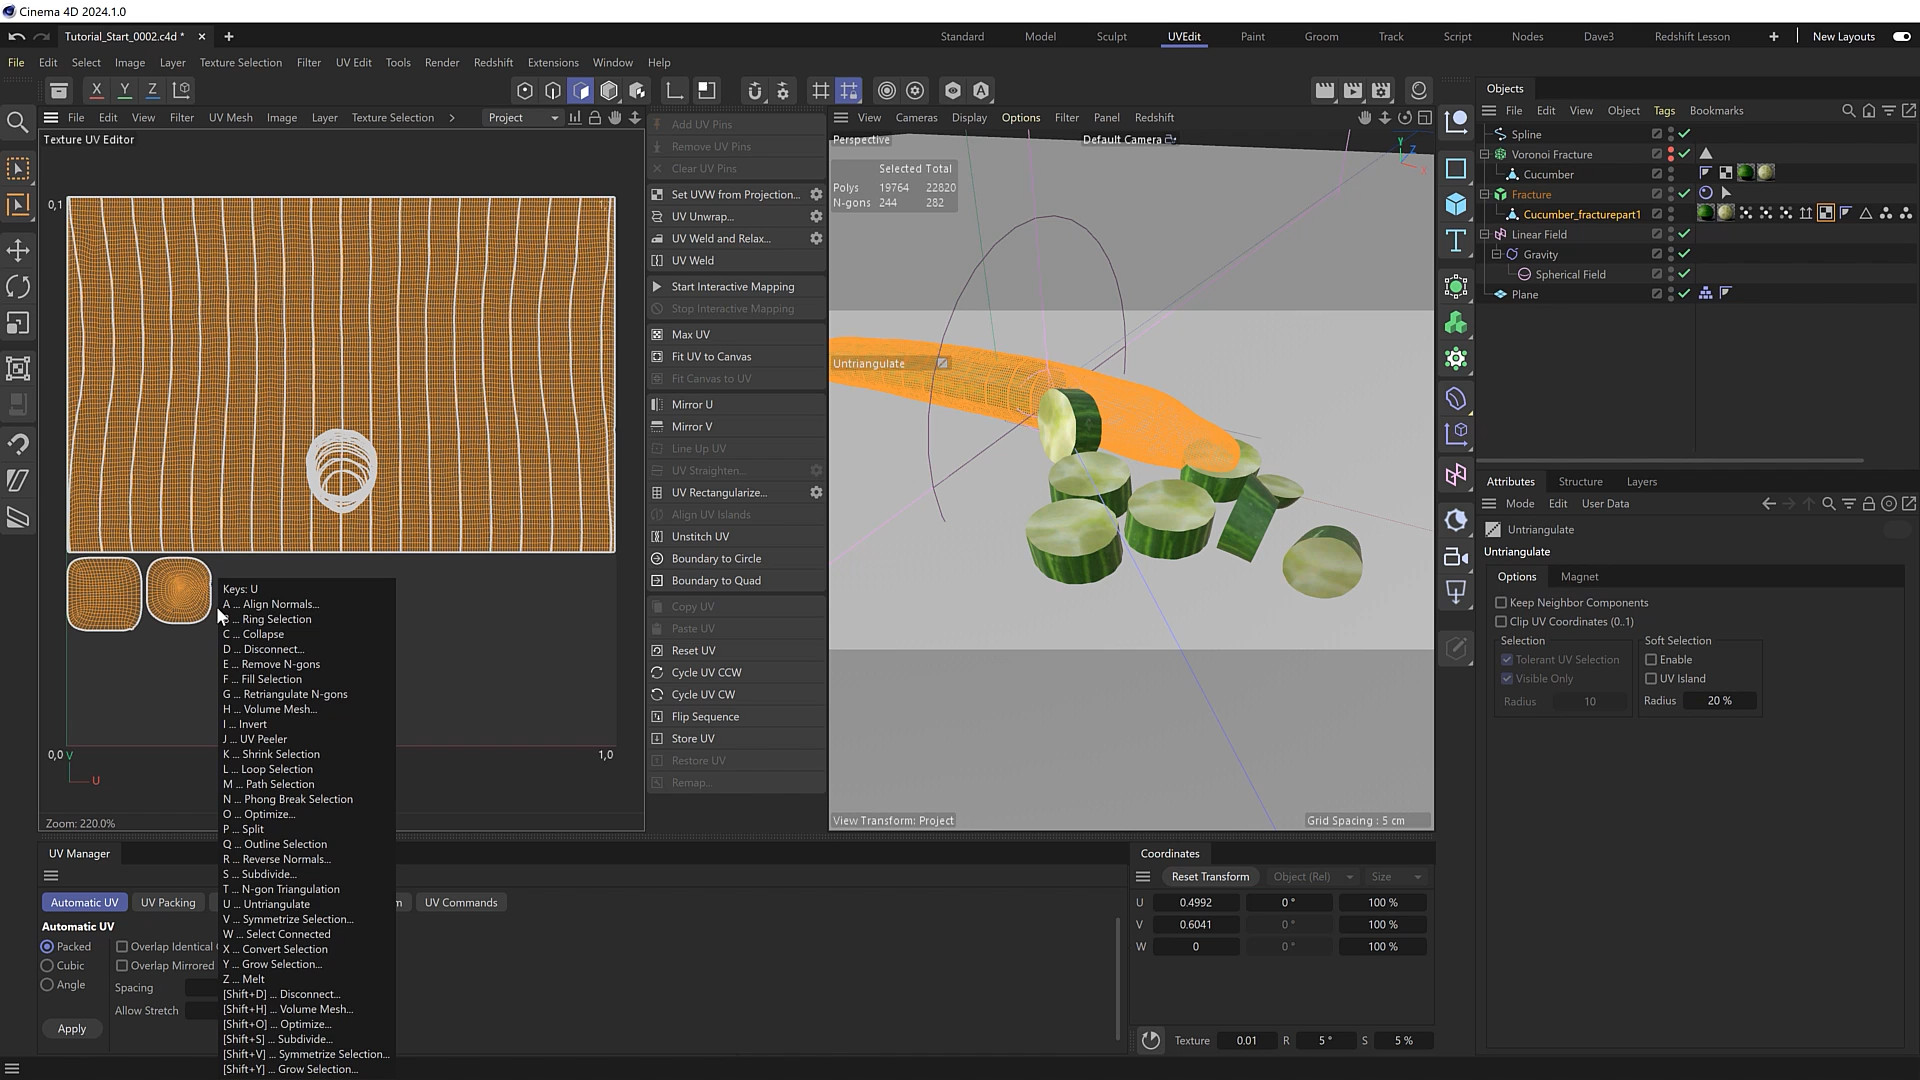 Cinema 4D 2024.1.0
Tutorial_Start_0002.c4d *
Standard Model Sculpt UVEdit Paint Groom Track Script Nodes Dave3 Redshift Lesson New Layouts
File Edit Select Image Layer Texture Selection Filter UV Edit Tools Render Redshift Extensions Window Help
X Y Z
File Edit View Filter UV Mesh Image Layer Texture Selection Project
Texture UV Editor
0,1
0,0 V
1,0
U
Zoom: 220.0%
Keys: U
A ... Align Normals...
... Ring Selection
C ... Collapse
D ... Disconnect...
E ... Remove N-gons
F ... Fill Selection
G ... Retriangulate N-gons
H ... Volume Mesh...
I ... Invert
J ... UV Peeler
K ... Shrink Selection
L ... Loop Selection
M ... Path Selection
N ... Phong Break Selection
O ... Optimize...
P ... Split
Q ... Outline Selection
R ... Reverse Normals...
S ... Subdivide...
T ... N-gon Triangulation
U ... Untriangulate
V ... Symmetrize Selection...
W ... Select Connected
X ... Convert Selection
Y ... Grow Selection...
Z ... Melt
[Shift+D] ... Disconnect...
[Shift+H] ... Volume Mesh...
[Shift+O] ... Optimize...
[Shift+S] ... Subdivide...
[Shift+V] ... Symmetrize Selection...
[Shift+Y] ... Grow Selection...
Add UV Pins
Remove UV Pins
Clear UV Pins
Set UVW from Projection...
UV Unwrap...
UV Weld and Relax...
UV Weld
Start Interactive Mapping
Stop Interactive Mapping
Max UV
Fit UV to Canvas
Fit Canvas to UV
Mirror U
Mirror V
Line Up UV
UV Straighten...
UV Rectangularize...
Align UV Islands
Unstitch UV
Boundary to Circle
Boundary to Quad
Copy UV
Paste UV
Reset UV
Cycle UV CCW
Cycle UV CW
Flip Sequence
Store UV
Restore UV
Remap...
View Cameras Display Options Filter Panel Redshift
Perspective Default Camera
Y Z X
Selected Total
Polys 19764 22820
N-gons 244 282
Untriangulate
View Transform: Project
Grid Spacing : 5 cm
UV Manager
Automatic UV UV Packing m UV Commands
Automatic UV
Packed Overlap Identical
Cubic Overlap Mirrored
Angle Spacing
Allow Stretch
Apply
Coordinates
Reset Transform Object (Rel) Size
U 0.4992 0 ° 100 %
V 0.6041 0 ° 100 %
W 0 0 ° 100 %
Texture 0.01 R 5 ° S 5 %
Objects
File Edit View Object Tags Bookmarks
Spline
Voronoi Fracture
Cucumber
Fracture
Cucumber_fracturepart1
Linear Field
Gravity
Spherical Field
Plane
Attributes Structure Layers
Mode Edit User Data
Untriangulate
Untriangulate
Options Magnet
Keep Neighbor Components
Clip UV Coordinates (0..1)
Selection Soft Selection
Tolerant UV Selection Enable
Visible Only UV Island
Radius 10 Radius 20 %